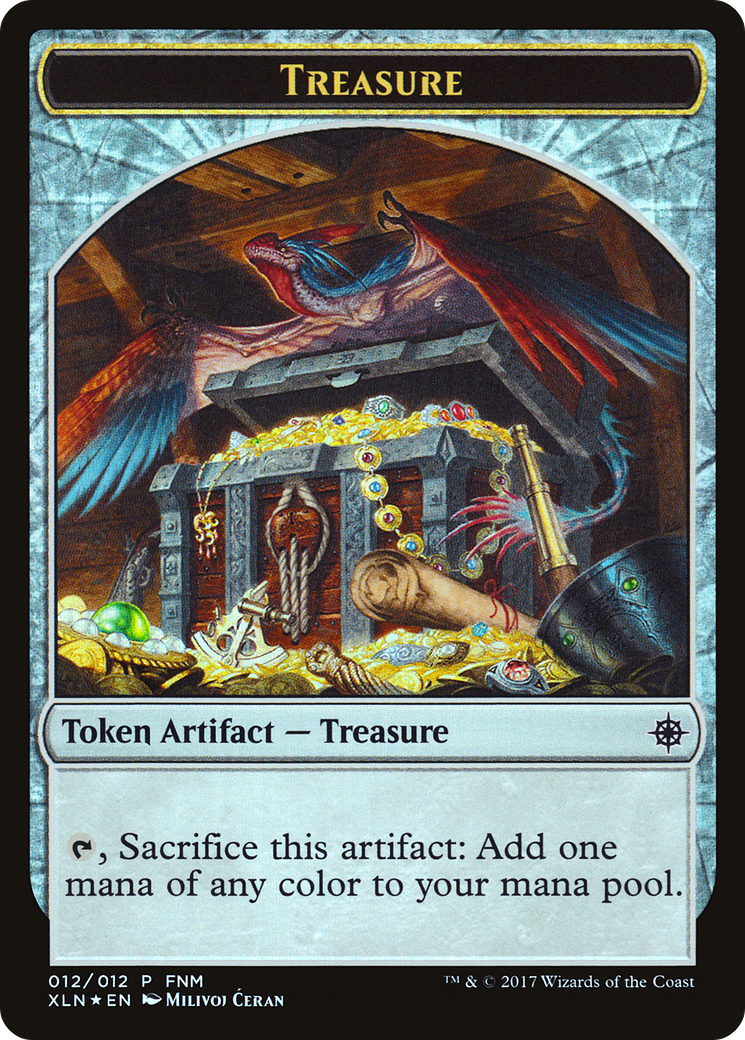 TREASURE
Token Artifact — Treasure
, Sacrifice this artifact: Add one
mana of any color to your mana pool.
012/012 P FNM
XLN★EN MILIVOJ ĆERAN
™ & © 2017 Wizards of the Coast